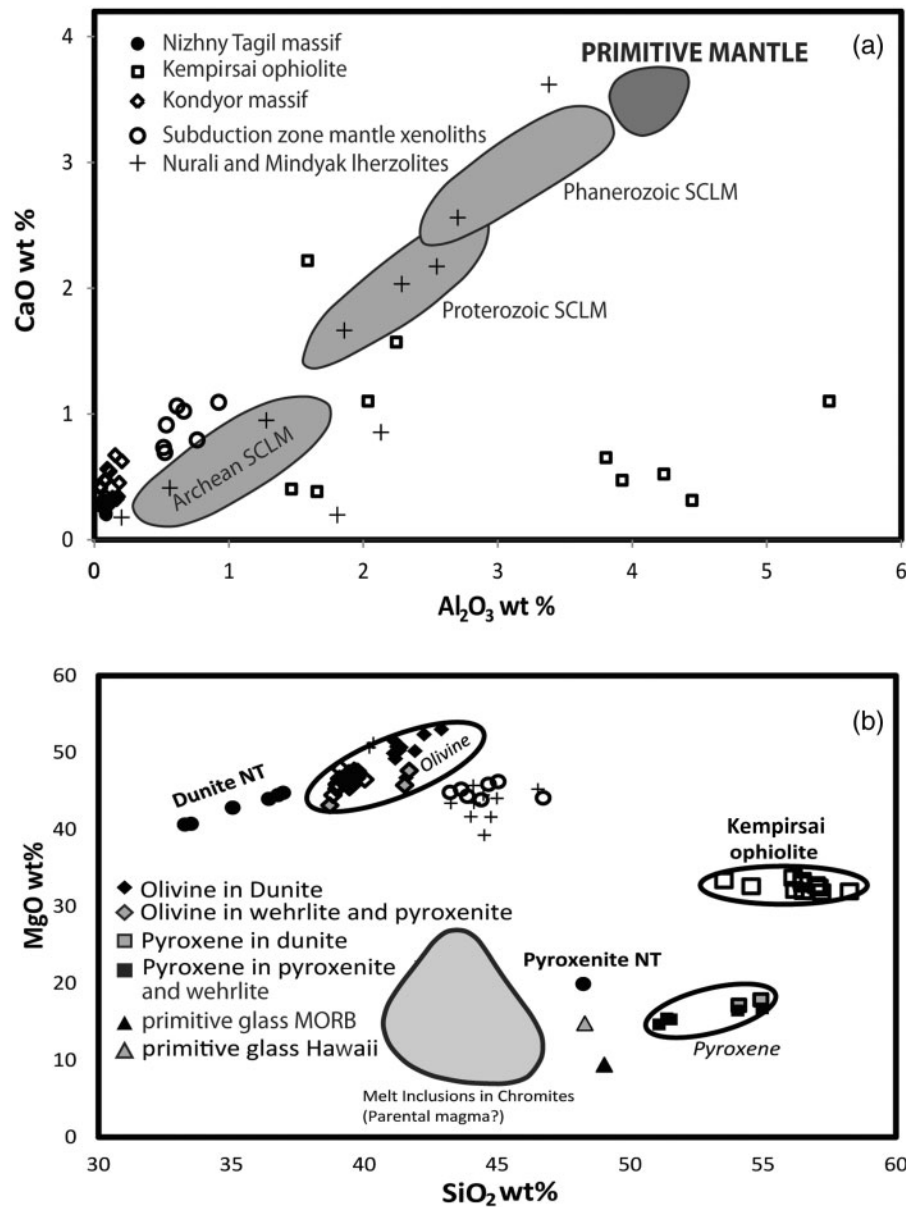 (a)
4
3
2
1
0
CaO wt %
Nizhny Tagil massif
Kempirsai ophiolite
Kondyor massif
Subduction zone mantle xenoliths
Nurali and Mindyak lherzolites
PRIMITIVE MANTLE
Phanerozoic SCLM
Proterozoic SCLM
Archean SCLM
0 1 2 3 4 5 6
Al₂O₃ wt %
(b)
60
50
40
30
20
10
0
MgO wt%
Dunite NT
Olivine
Kempirsai
ophiolite
Olivine in Dunite
Olivine in wehrlite and pyroxenite
Pyroxene in dunite
Pyroxene in pyroxenite
and wehrlite
primitive glass MORB
primitive glass Hawaii
Pyroxenite NT
Pyroxene
Melt Inclusions in Chromites
(Parental magma?)
30 35 40 45 50 55 60
SiO₂ wt%